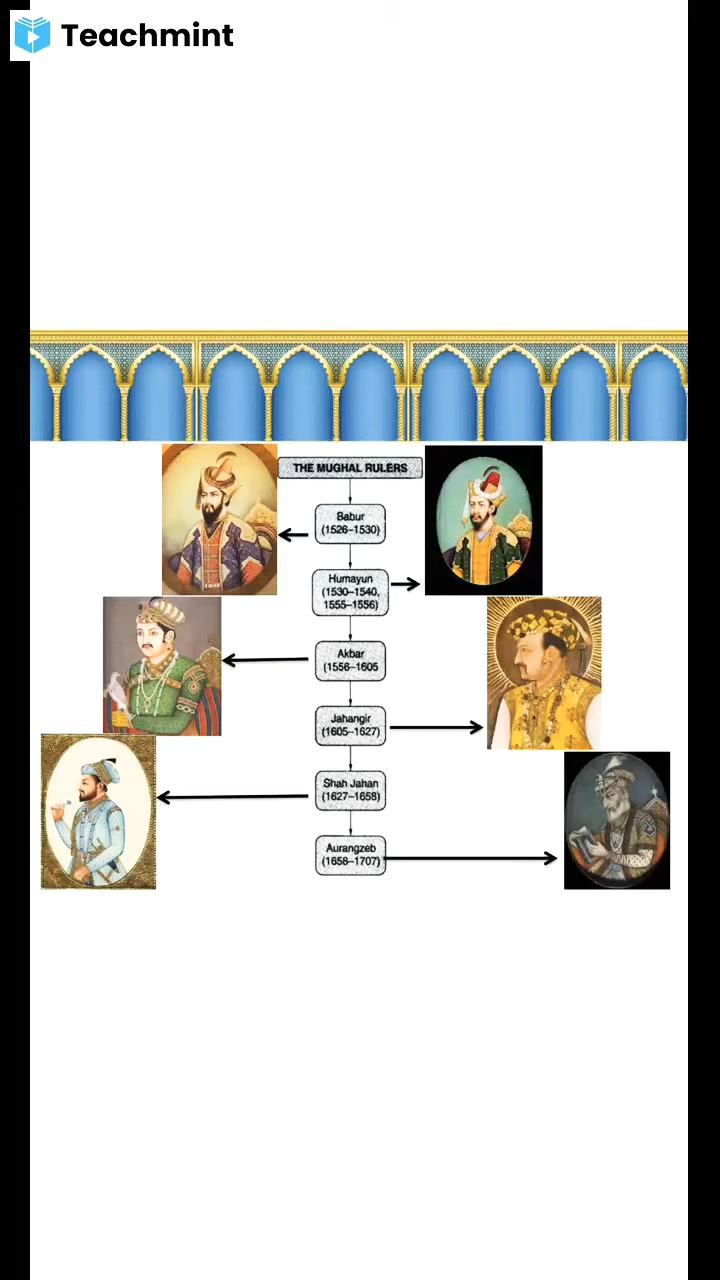 Teachmint
THE MUGHAL RULERS
Babur
(1526–1530)
Humayun
(1530–1540,
1555–1556)
Akbar
(1556–1605
Jahangir
(1605–1627)
Shah Jahan
(1627–1658)
Aurangzeb
(1658–1707)